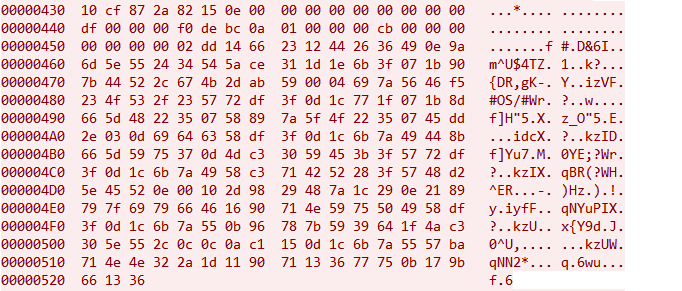 00000430 10 cf 87 2a 82 15 0e 00 00 00 00 00 00 00 00 00 ...*.... ........
00000440 df 00 00 00 f0 de bc 0a 01 00 00 00 cb 00 00 00 ........ ........
00000450 00 00 00 00 02 dd 14 66 23 12 44 26 36 49 0e 9a .......f #.D&6I..
00000460 6d 5e 55 24 34 54 5a ce 31 1d 1e 6b 3f 07 1b 90 m^U$4TZ. 1..k?...
00000470 7b 44 52 2c 67 4b 2d ab 59 00 04 69 7a 56 46 f5 {DR,gK-. Y..izVF.
00000480 23 4f 53 2f 23 57 72 df 3f 0d 1c 77 1f 07 1b 8d #OS/#Wr. ?..w....
00000490 66 5d 48 22 35 07 58 89 7a 5f 4f 22 35 07 45 dd f]H"5.X. z_O"5.E.
000004A0 2e 03 0d 69 64 63 58 df 3f 0d 1c 6b 7a 49 44 8b ...idcX. ?..kzID.
000004B0 66 5d 59 75 37 0d 4d c3 30 59 45 3b 3f 57 72 df f]Yu7.M. 0YE;?Wr.
000004C0 3f 0d 1c 6b 7a 49 58 c3 71 42 52 28 3f 57 48 d2 ?..kzIX. qBR(?WH.
000004D0 5e 45 52 0e 00 10 2d 98 29 48 7a 1c 29 0e 21 89 ^ER...-. )Hz.).!.
000004E0 79 7f 69 79 66 46 16 90 71 4e 59 75 50 49 58 df y.iyfF.. qNYuPIX.
000004F0 3f 0d 1c 6b 7a 55 0b 96 78 7b 59 39 64 1f 4a c3 ?..kzU.. x{Y9d.J.
00000500 30 5e 55 2c 0c 0c 0a c1 15 0d 1c 6b 7a 55 57 ba 0^U,.... ...kzUW.
00000510 71 4e 4e 32 2a 1d 11 90 71 13 36 77 75 0b 17 9b qNN2*... q.6wu...
00000520 66 13 36 f.6